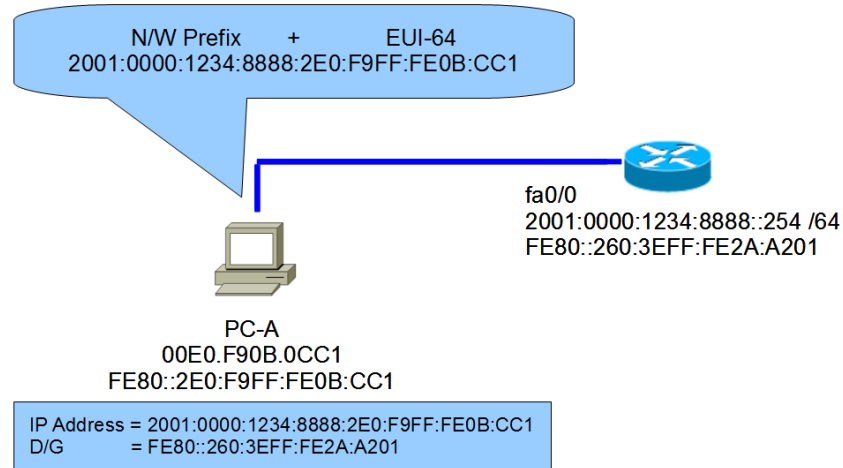 N/W Prefix + EUI-64
2001:0000:1234:8888:2E0:F9FF:FE0B:CC1
fa0/0
2001:0000:1234:8888::254 /64
FE80::260:3EFF:FE2A:A201
PC-A
00E0.F90B.0CC1
FE80::2E0:F9FF:FE0B:CC1
IP Address = 2001:0000:1234:8888:2E0:F9FF:FE0B:CC1
D/G = FE80::260:3EFF:FE2A:A201